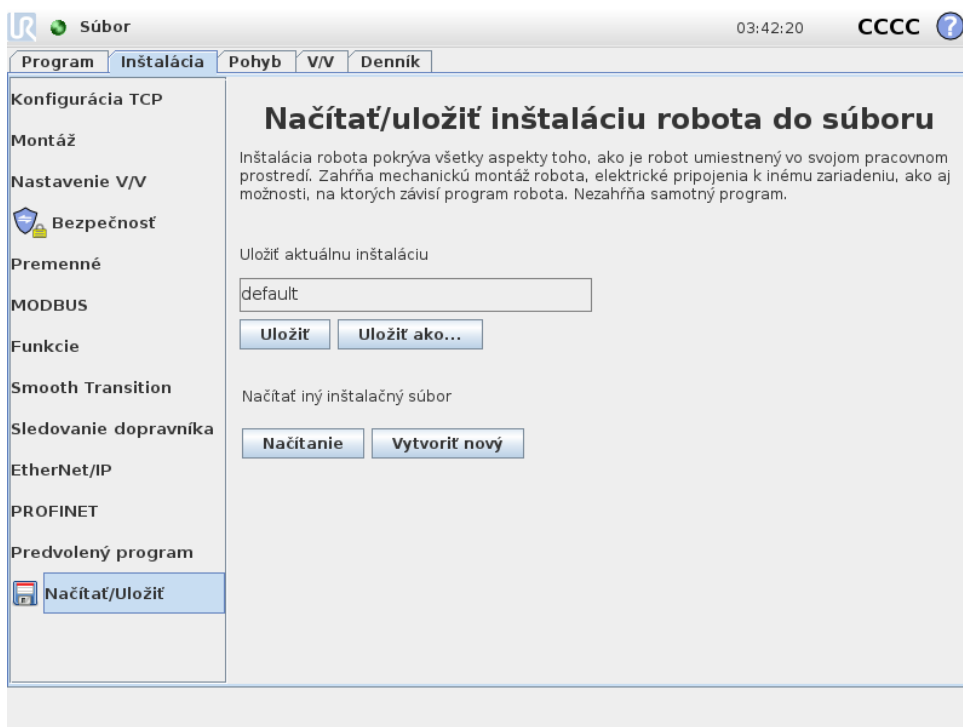 UR Súbor 03:42:20 CCCC ?
Program Inštalácia Pohyb V/V Denník
Konfigurácia TCP
Montáž
Nastavenie V/V
Bezpečnosť
Premenné
MODBUS
Funkcie
Smooth Transition
Sledovanie dopravníka
EtherNet/IP
PROFINET
Predvolený program
Načítať/Uložiť
Načítať/uložiť inštaláciu robota do súboru
Inštalácia robota pokrýva všetky aspekty toho, ako je robot umiestnený vo svojom pracovnom
prostredí. Zahŕňa mechanickú montáž robota, elektrické pripojenia k inému zariadeniu, ako aj
možnosti, na ktorých závisí program robota. Nezahŕňa samotný program.
Uložiť aktuálnu inštaláciu
default
Uložiť Uložiť ako...
Načítať iný inštalačný súbor
Načítanie Vytvoriť nový